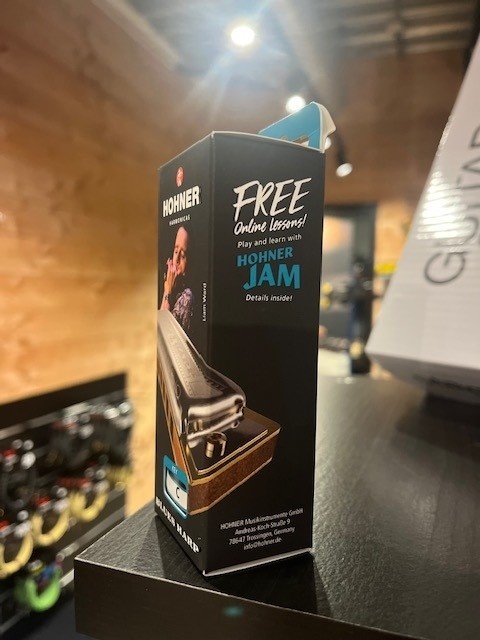 HOHNER
HARMONICAS
Liam Ward
KEY
C
BLUES HARP
FREE
Online lessons!
Play and learn with
HOHNER
JAM
Details inside!
HOHNER Musikinstrumente GmbH
Andreas-Koch-Straße 9
78647 Trossingen, Germany
info@hohner.de
GUITAR